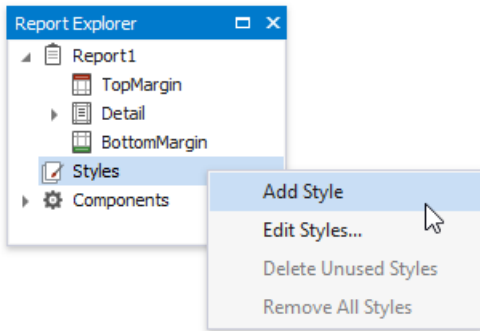 Report Explorer
Report1
TopMargin
Detail
BottomMargin
Styles
Components
Add Style
Edit Styles...
Delete Unused Styles
Remove All Styles